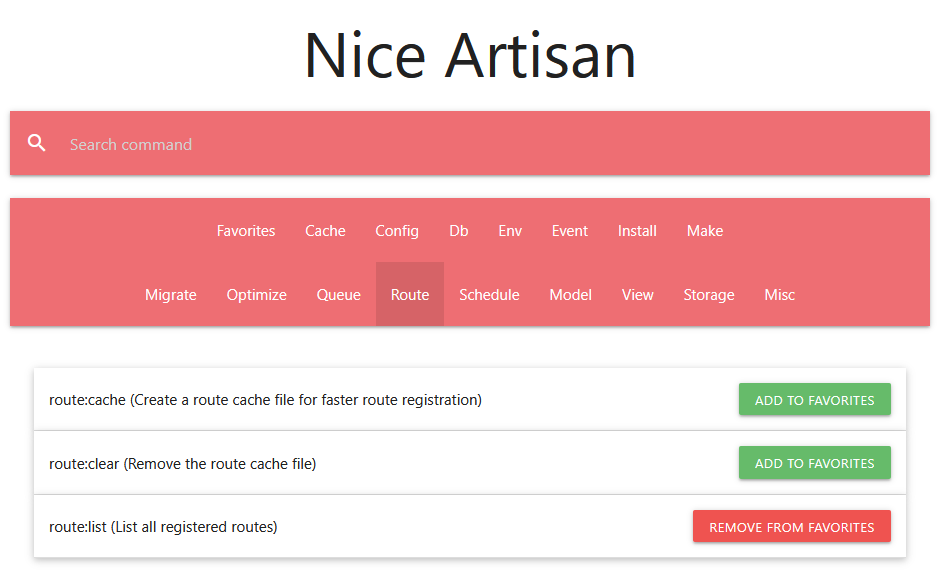 Nice Artisan
Search command
Favorites Cache Config Db Env Event Install Make
Migrate Optimize Queue Route Schedule Model View Storage Misc
route:cache (Create a route cache file for faster route registration) ADD TO FAVORITES
route:clear (Remove the route cache file) ADD TO FAVORITES
route:list (List all registered routes) REMOVE FROM FAVORITES